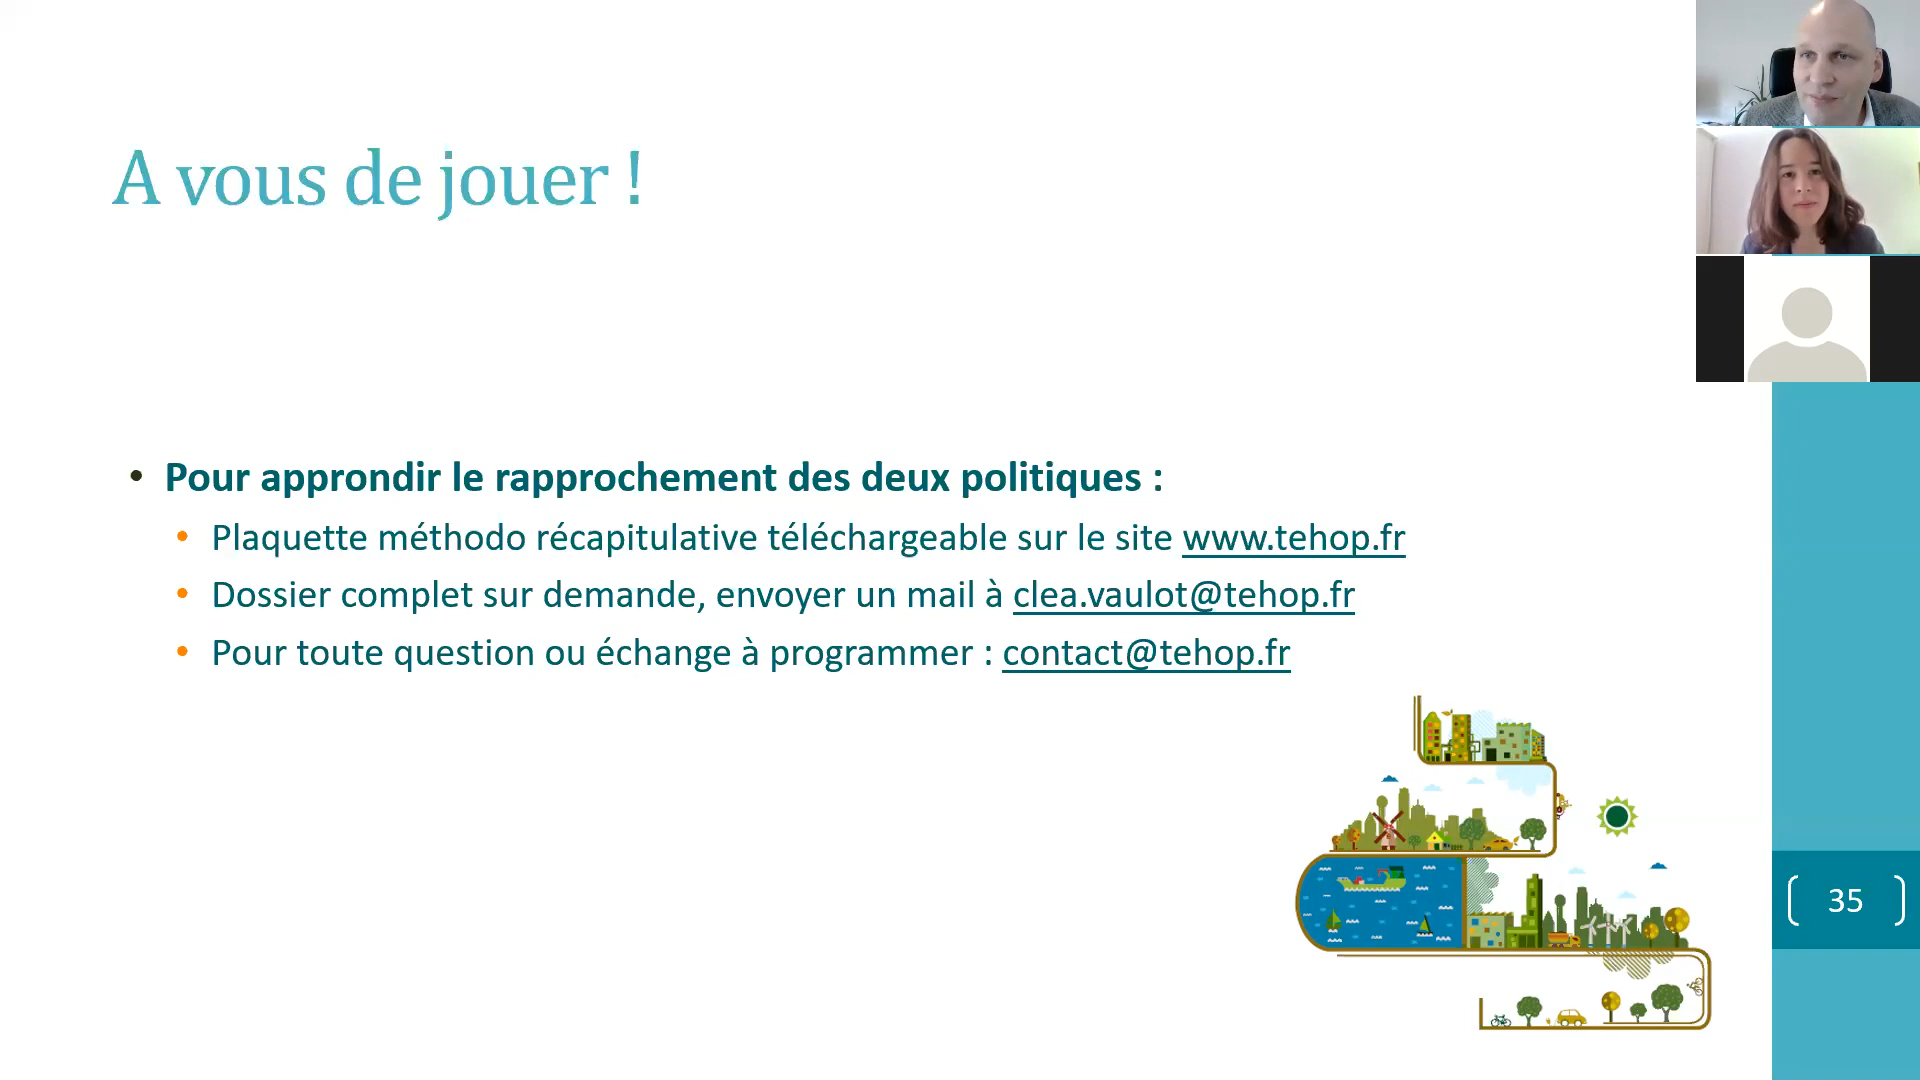 A vous de jouer !
• Pour approndir le rapprochement des deux politiques :
• Plaquette méthodo récapitulative téléchargeable sur le site www.tehop.fr
• Dossier complet sur demande, envoyer un mail à clea.vaulot@tehop.fr
• Pour toute question ou échange à programmer : contact@tehop.fr
35